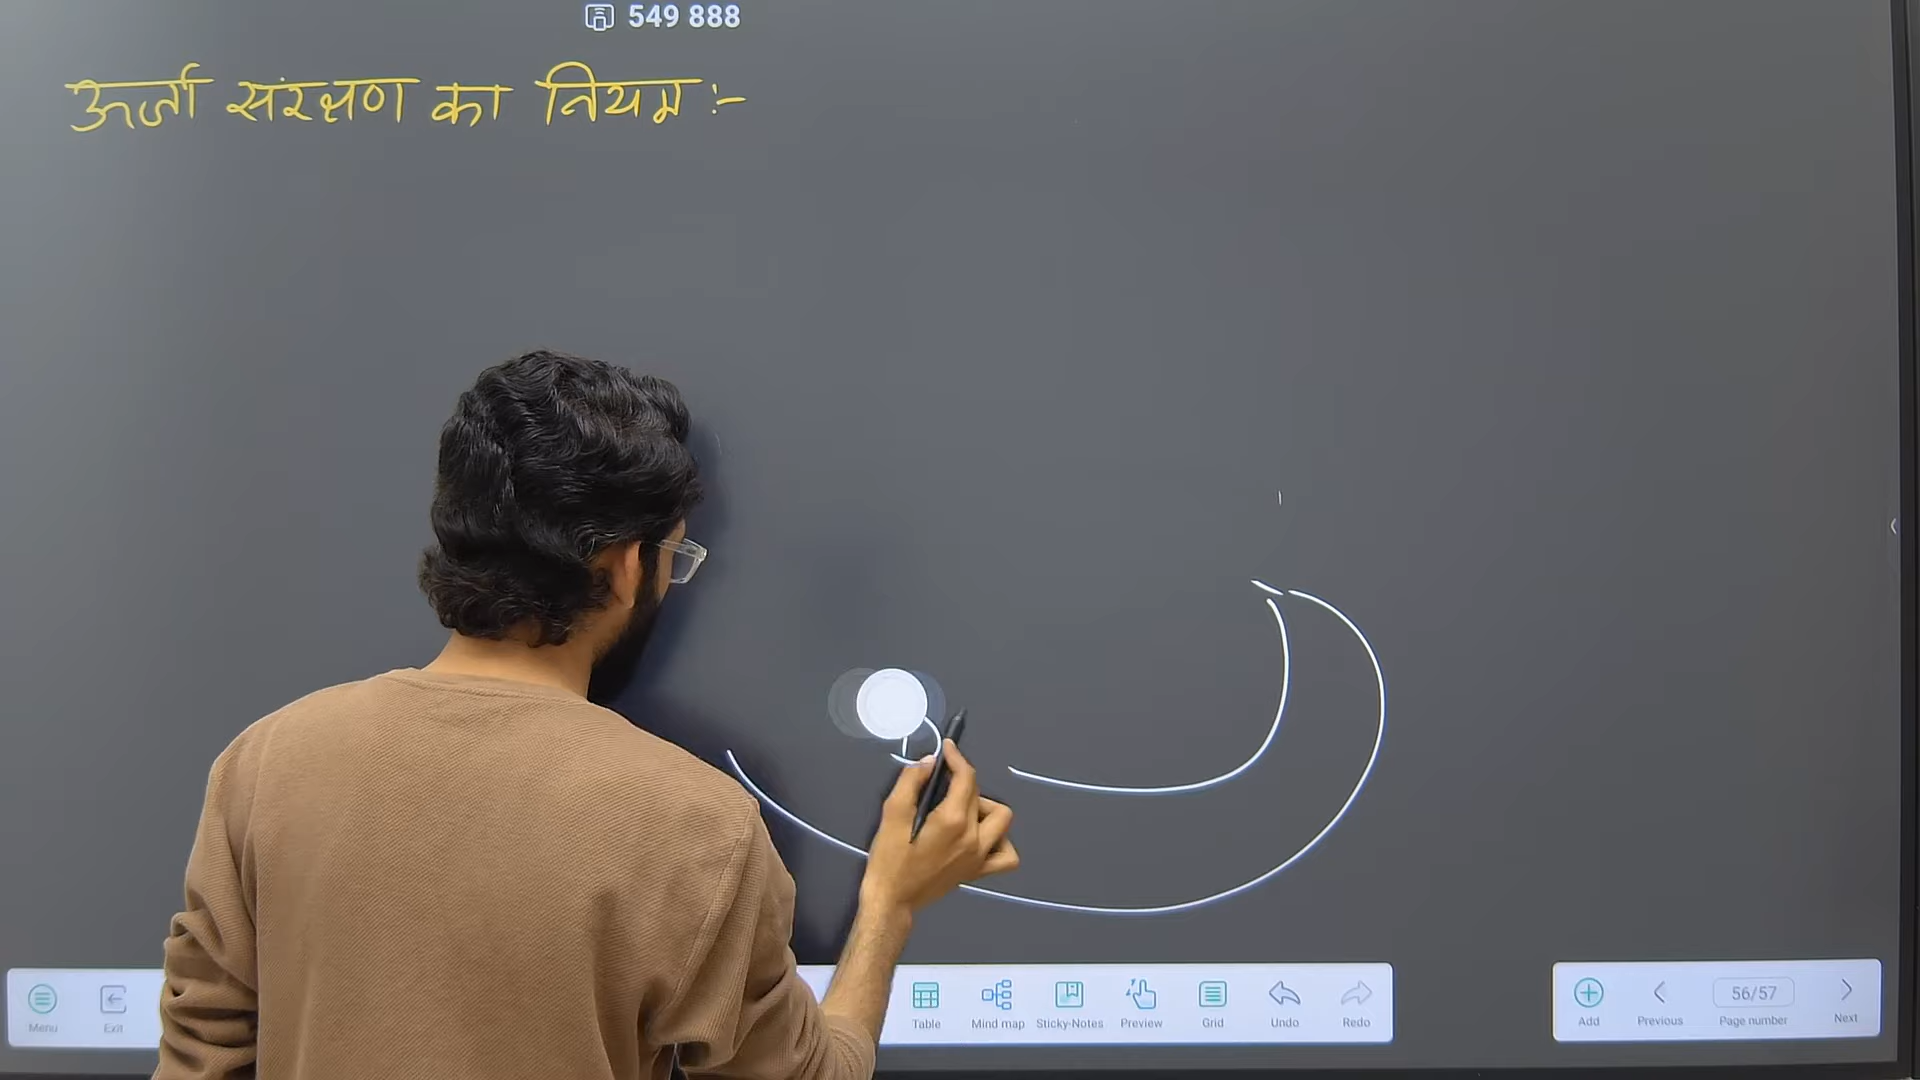 549 888
ऊर्जा संरक्षण का नियम :-
Menu Exit Table Mind map Sticky-Notes Preview Grid Undo Redo Add Previous 56/57 Page number Next